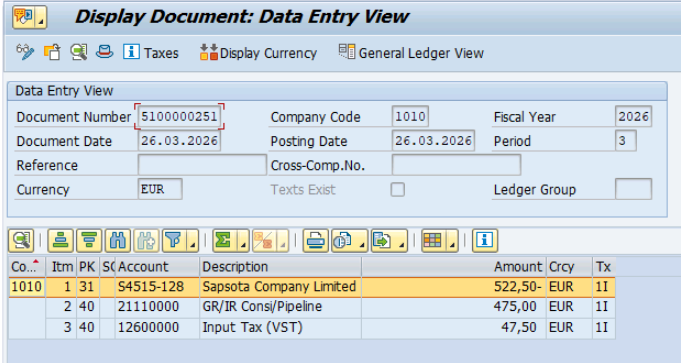 Display Document: Data Entry View
Taxes Display Currency General Ledger View
Data Entry View
Document Number 5100000251 Company Code 1010 Fiscal Year 2026
Document Date 26.03.2026 Posting Date 26.03.2026 Period 3
Reference Cross-Comp.No.
Currency EUR Texts Exist Ledger Group
Co... Itm PK SG Account Description Amount Crcy Tx
1010 1 31 S4515-128 Sapsota Company Limited 522,50- EUR 1I
2 40 21110000 GR/IR Consi/Pipeline 475,00 EUR 1I
3 40 12600000 Input Tax (VST) 47,50 EUR 1I